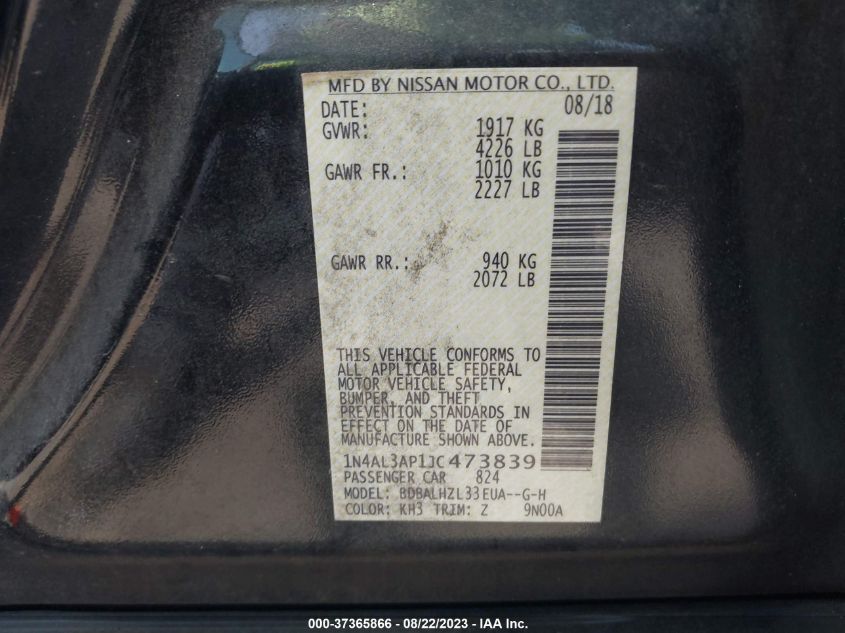 MFD BY NISSAN MOTOR CO., LTD.
DATE: 08/18
GVWR: 1917 KG
4226 LB
GAWR FR.: 1010 KG
2227 LB
GAWR RR.: 940 KG
2072 LB
THIS VEHICLE CONFORMS TO
ALL APPLICABLE FEDERAL
MOTOR VEHICLE SAFETY,
BUMPER, AND THEFT
PREVENTION STANDARDS IN
EFFECT ON THE DATE OF
MANUFACTURE SHOWN ABOVE.
1N4AL3AP1JC473839
PASSENGER CAR 824
MODEL: BDBALHZL33EUA--G-H
COLOR: KH3 TRIM: Z 9N00A
000-37365866 - 08/22/2023 - IAA Inc.